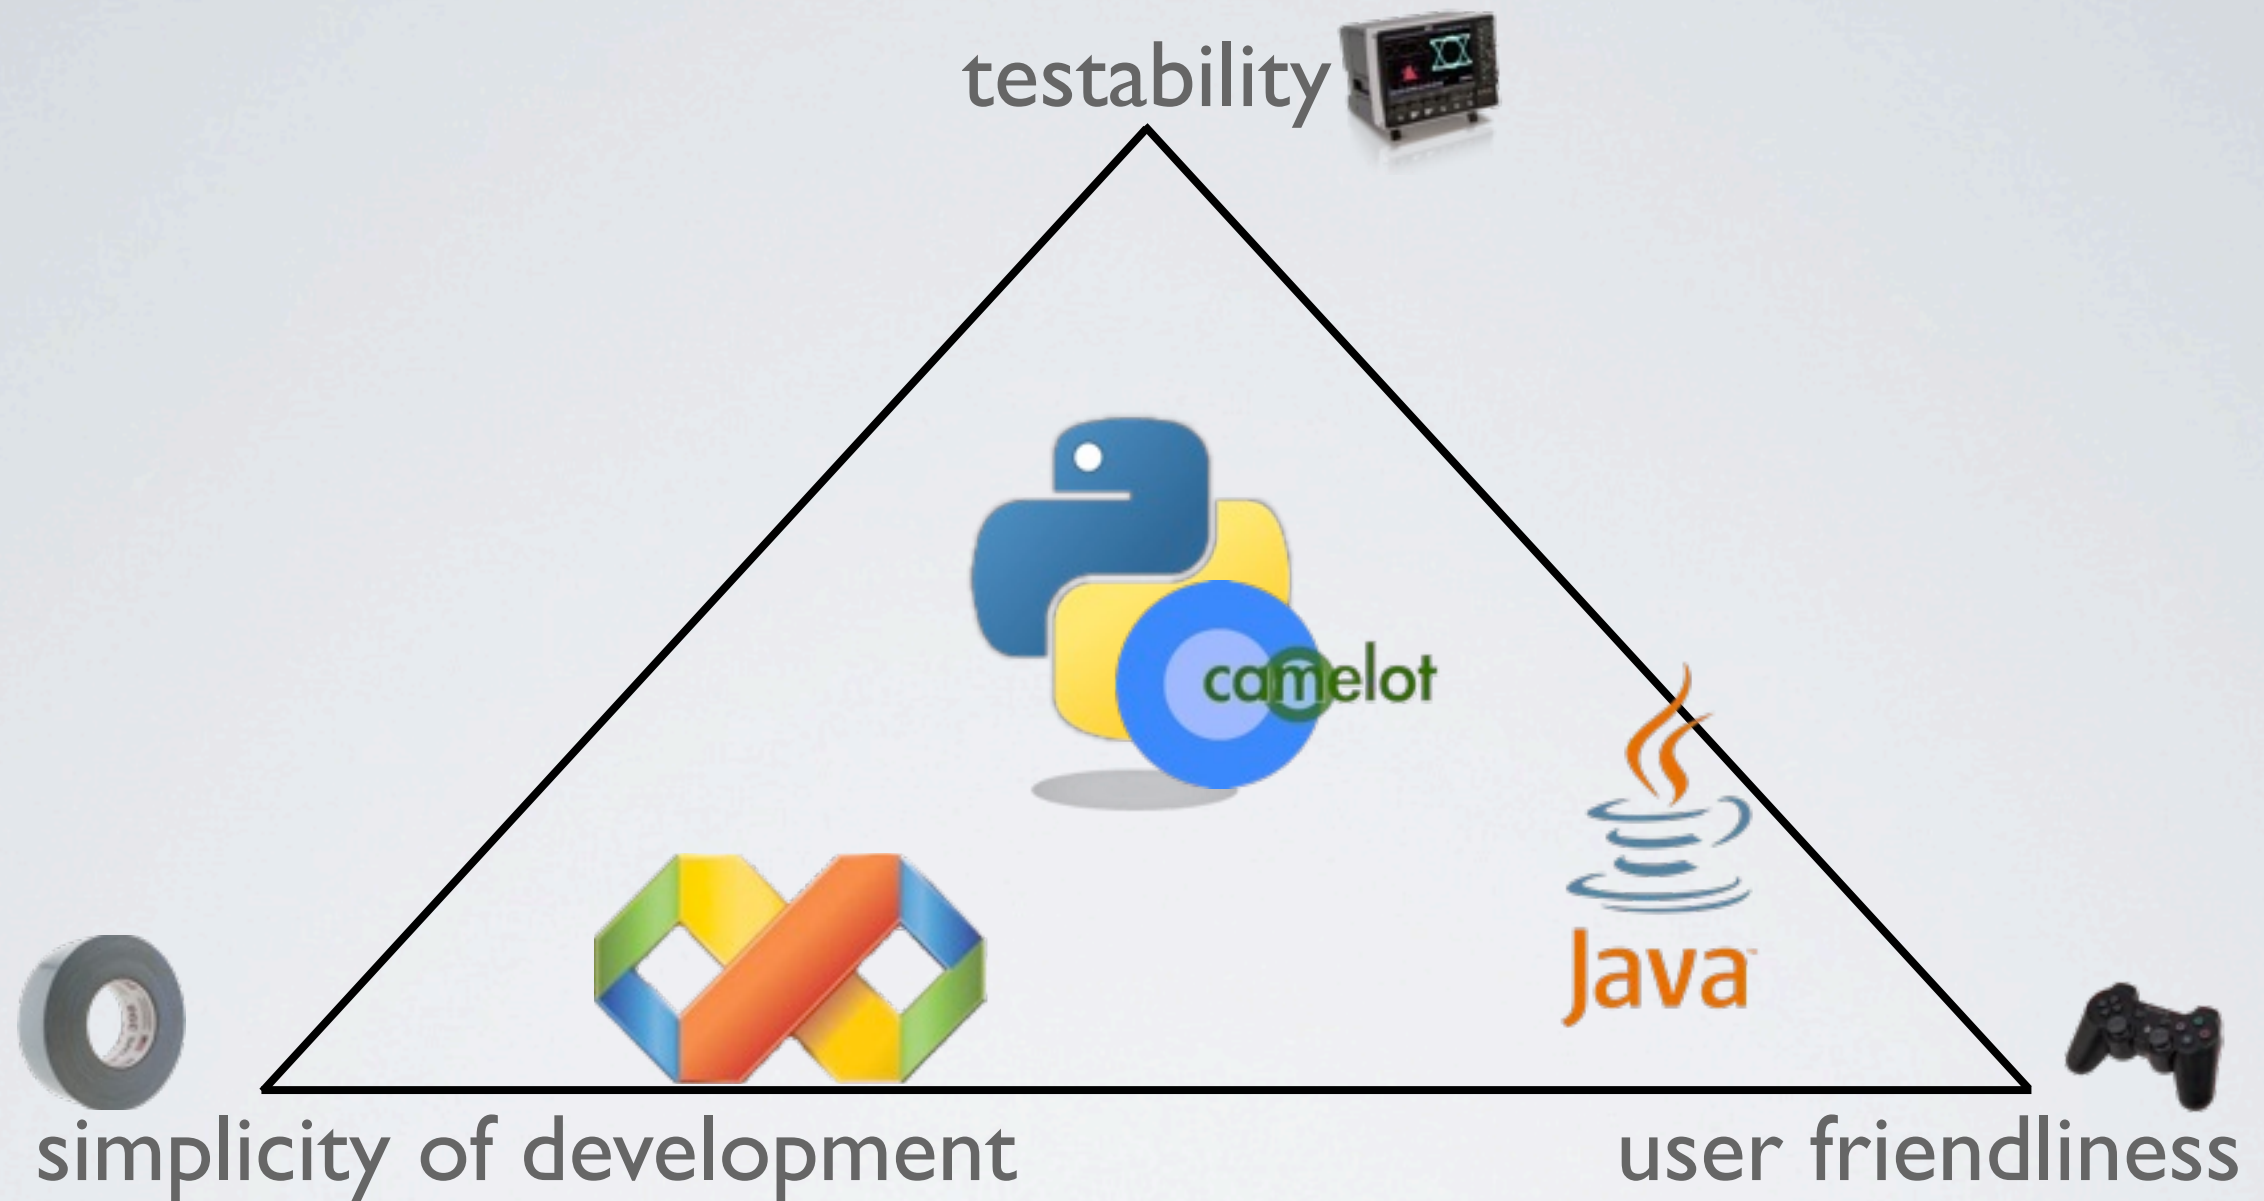 testability
camelot
Java
simplicity of development
user friendliness